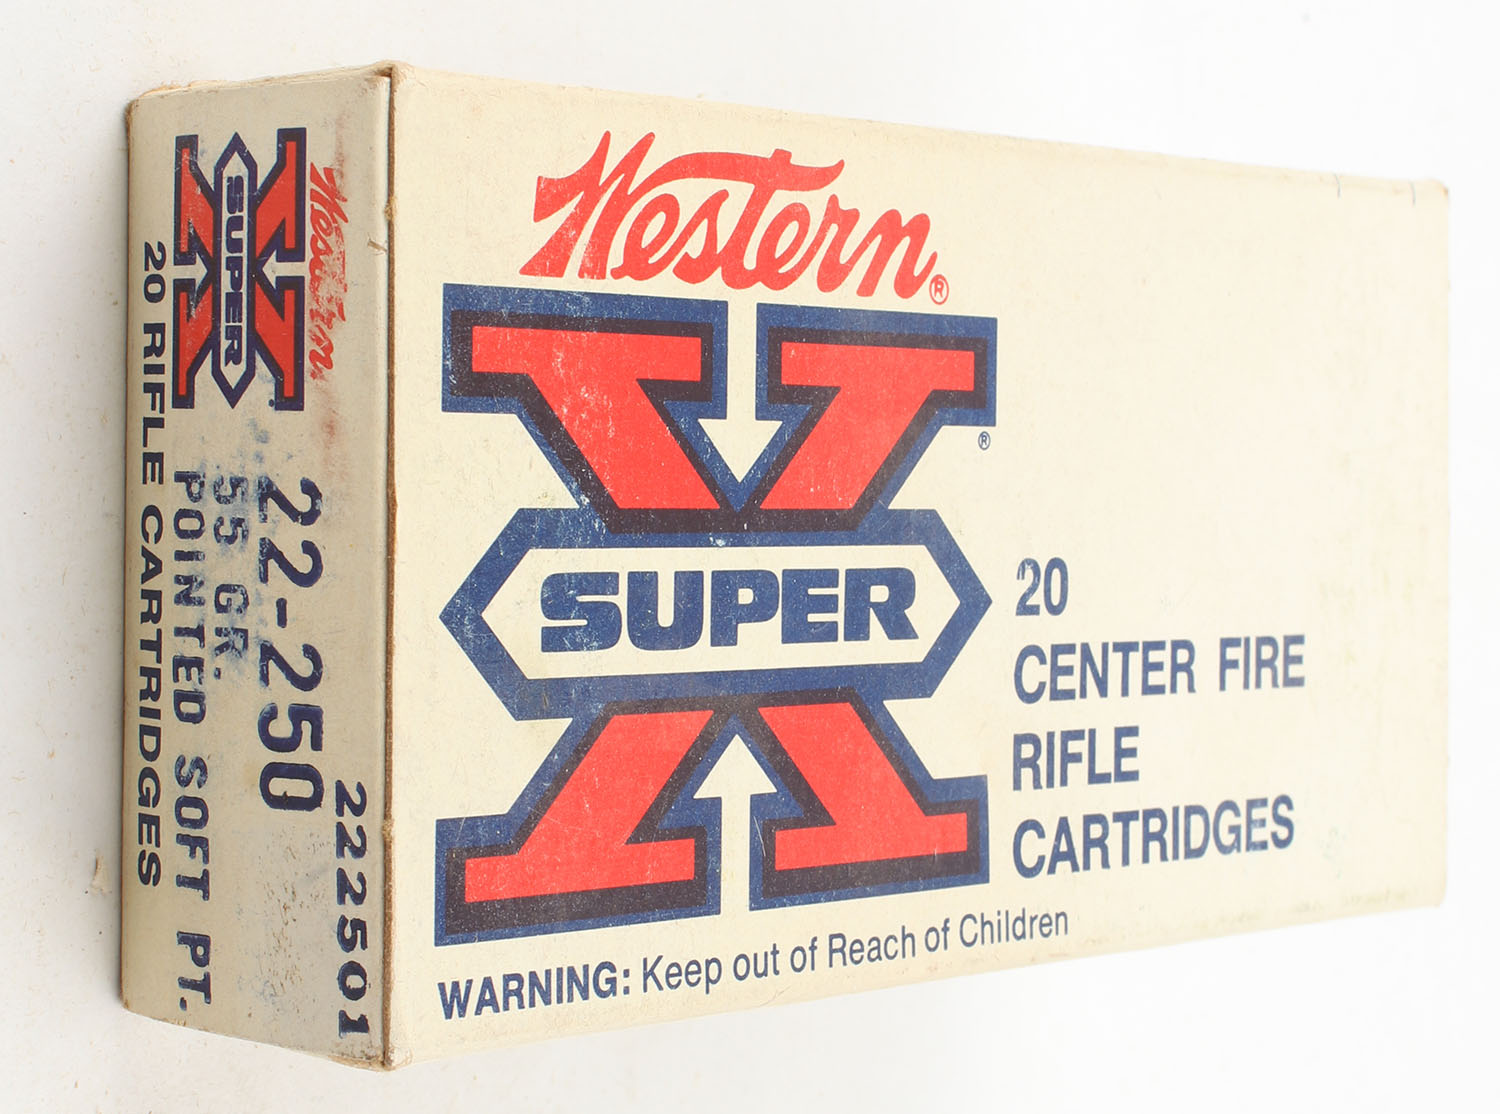 Western®
SUPER
®
20
CENTER FIRE
RIFLE
CARTRIDGES
WARNING: Keep out of Reach of Children
Western
SUPER
222501
22-250
55 GR.
POINTED SOFT PT.
20 RIFLE CARTRIDGES